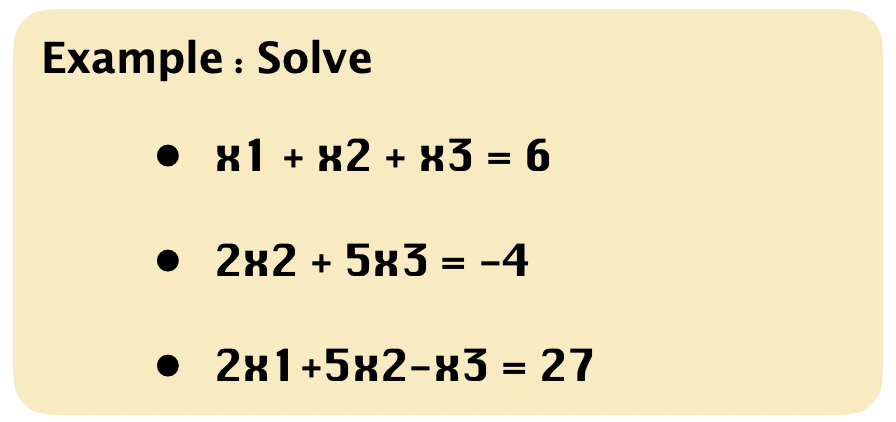 Example : Solve
● x1 + x2 + x3 = 6
● 2x2 + 5x3 = -4
● 2x1+5x2-x3 = 27